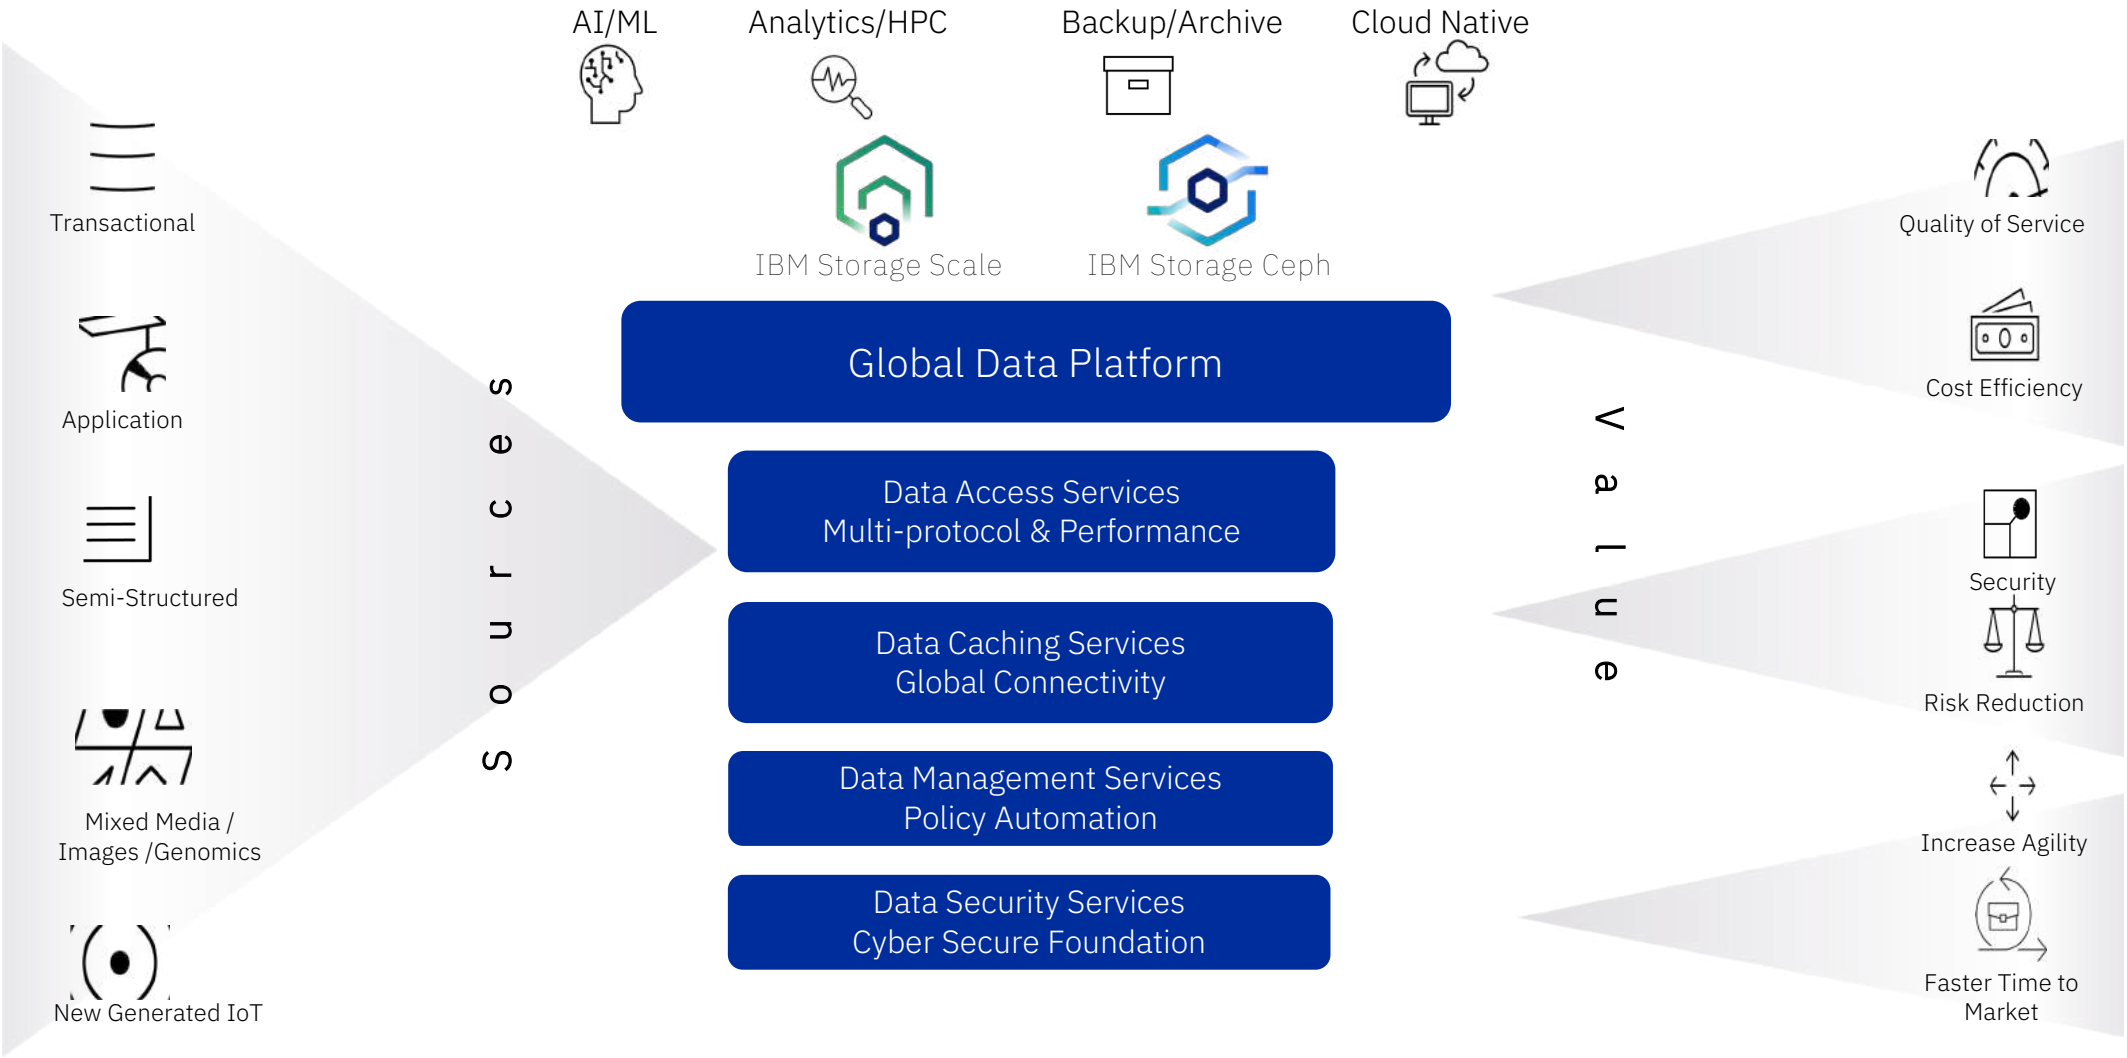 AI/ML
Analytics/HPC
Backup/Archive
Cloud Native
IBM Storage Scale
IBM Storage Ceph
Sources
Transactional
Application
Semi-Structured
Mixed Media /
Images /Genomics
New Generated IoT
Global Data Platform
Data Access Services
Multi-protocol & Performance
Data Caching Services
Global Connectivity
Data Management Services
Policy Automation
Data Security Services
Cyber Secure Foundation
Value
Quality of Service
Cost Efficiency
Security
Risk Reduction
Increase Agility
Faster Time to
Market